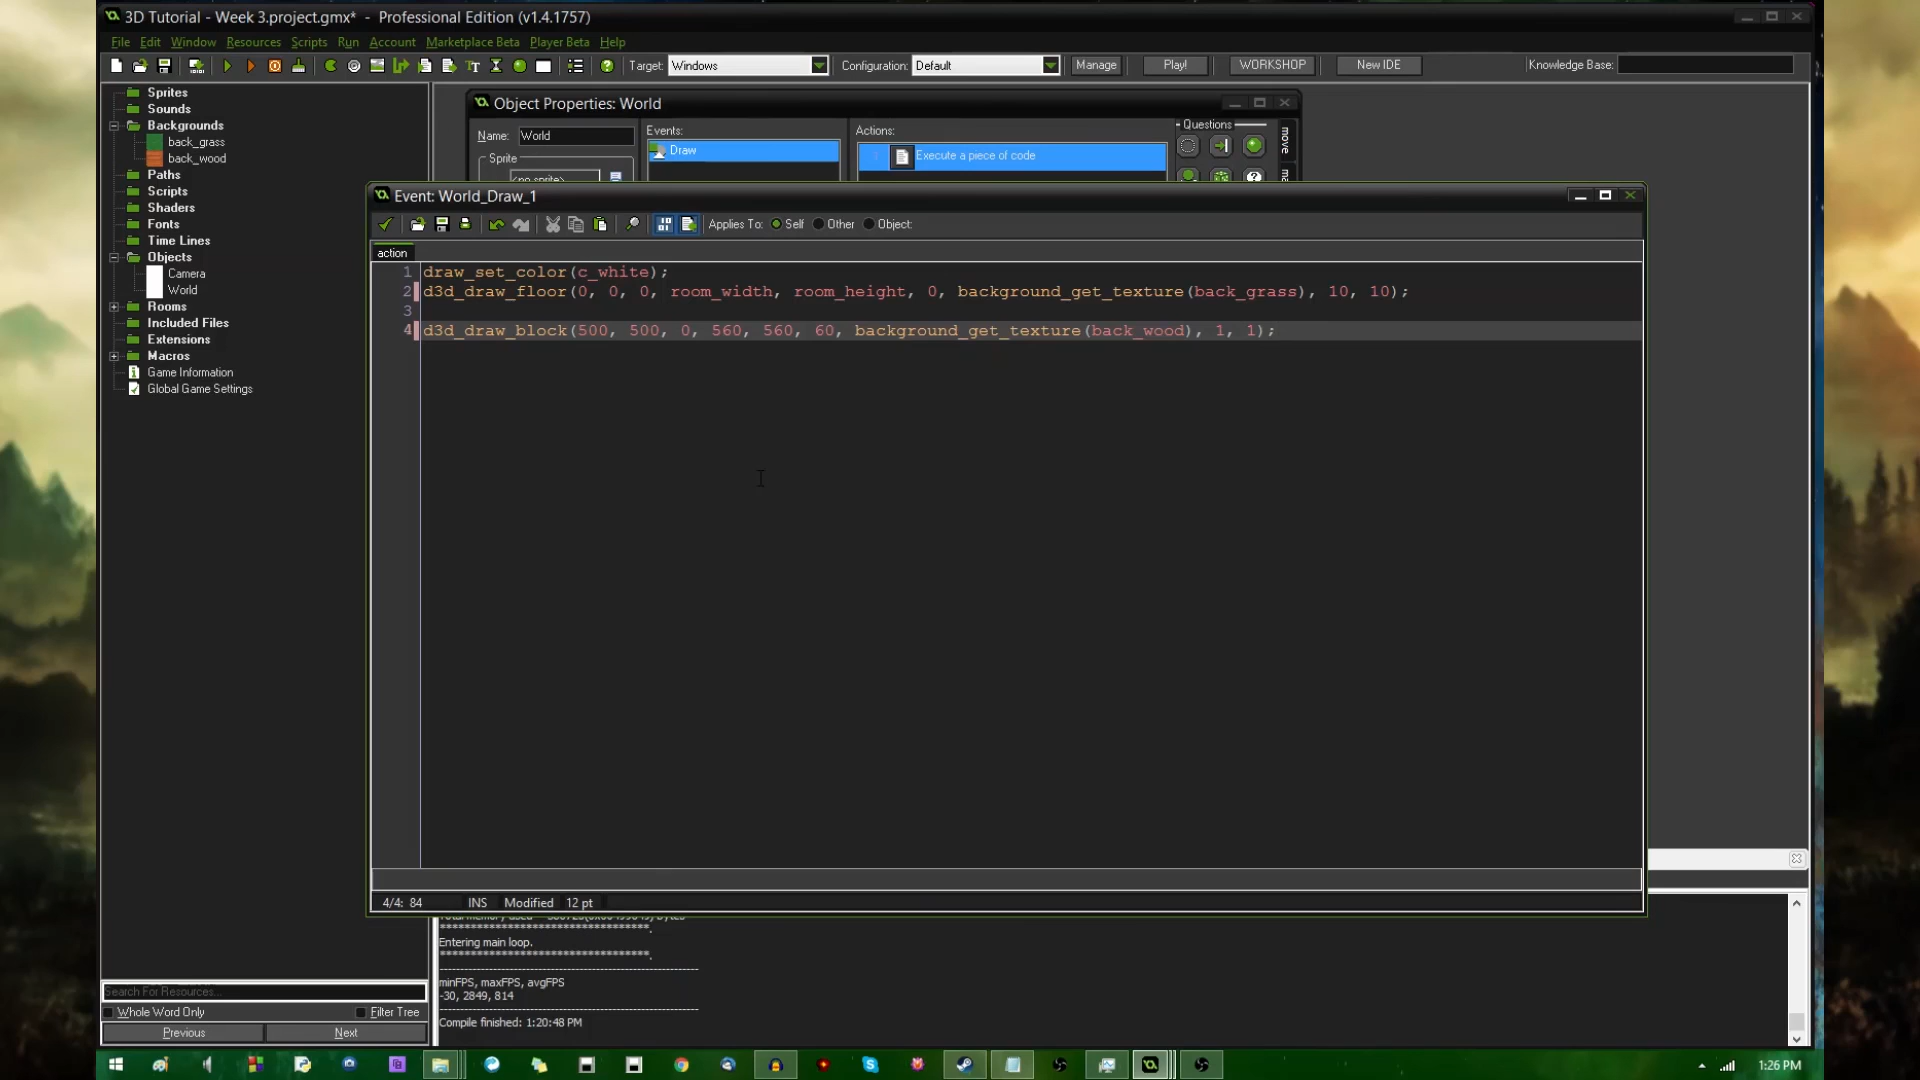 3D Tutorial - Week 3.project.gmx* - Professional Edition (v1.4.1757)
File Edit Window Resources Scripts Run Account Marketplace Beta Player Beta Help
Target: Windows Configuration: Default Manage Play! WORKSHOP New IDE Knowledge Base:
Sprites
Sounds
Backgrounds
back_grass
back_wood
Paths
Scripts
Shaders
Fonts
Time Lines
Objects
Camera
World
Rooms
Included Files
Extensions
Macros
Game Information
Global Game Settings
Search For Resources...
Whole Word Only Filter Tree
Previous Next
Object Properties: World
Name: World
Sprite
<no sprite>
Events:
Draw
Actions:
Execute a piece of code
Questions
move
Event: World_Draw_1
Applies To: Self Other Object:
action
1 draw_set_color(c_white);
2 d3d_draw_floor(0, 0, 0, room_width, room_height, 0, background_get_texture(back_grass), 10, 10);
3
4 d3d_draw_block(500, 500, 0, 560, 560, 60, background_get_texture(back_wood), 1, 1);
4/4: 84 INS Modified 12 pt
**********************************.
Entering main loop.
**********************************.
minFPS, maxFPS, avgFPS
-30, 2849, 814
Compile finished: 1:20:48 PM
1:26 PM